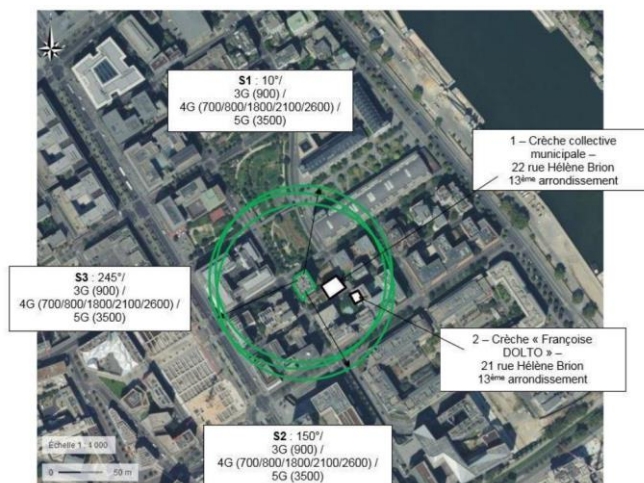 S1 : 10°/
3G (900) /
4G (700/800/1800/2100/2600) /
5G (3500)
1 – Crèche collective
municipale –
22 rue Hélène Brion
13ème arrondissement
S3 : 245°/
3G (900) /
4G (700/800/1800/2100/2600) /
5G (3500)
2 – Crèche « Françoise
DOLTO » –
21 rue Hélène Brion
13ème arrondissement
S2 : 150°/
3G (900) /
4G (700/800/1800/2100/2600) /
5G (3500)
Échelle 1 : 4 000
0 50 m